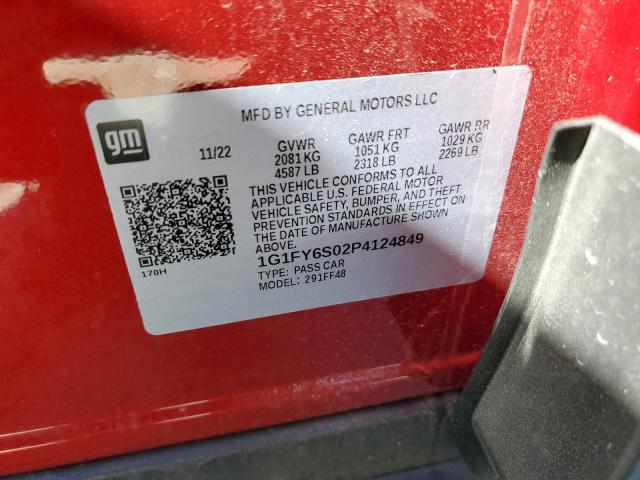 MFD BY GENERAL MOTORS LLC
gm
11/22
GVWR
2081 KG
4587 LB
GAWR FRT
1051 KG
2318 LB
GAWR RR
1029 KG
2269 LB
THIS VEHICLE CONFORMS TO ALL
APPLICABLE U.S. FEDERAL MOTOR
VEHICLE SAFETY, BUMPER, AND THEFT
PREVENTION STANDARDS IN EFFECT ON
THE DATE OF MANUFACTURE SHOWN
ABOVE.
1G1FY6S02P4124849
TYPE: PASS CAR
MODEL: 291FF48
170H